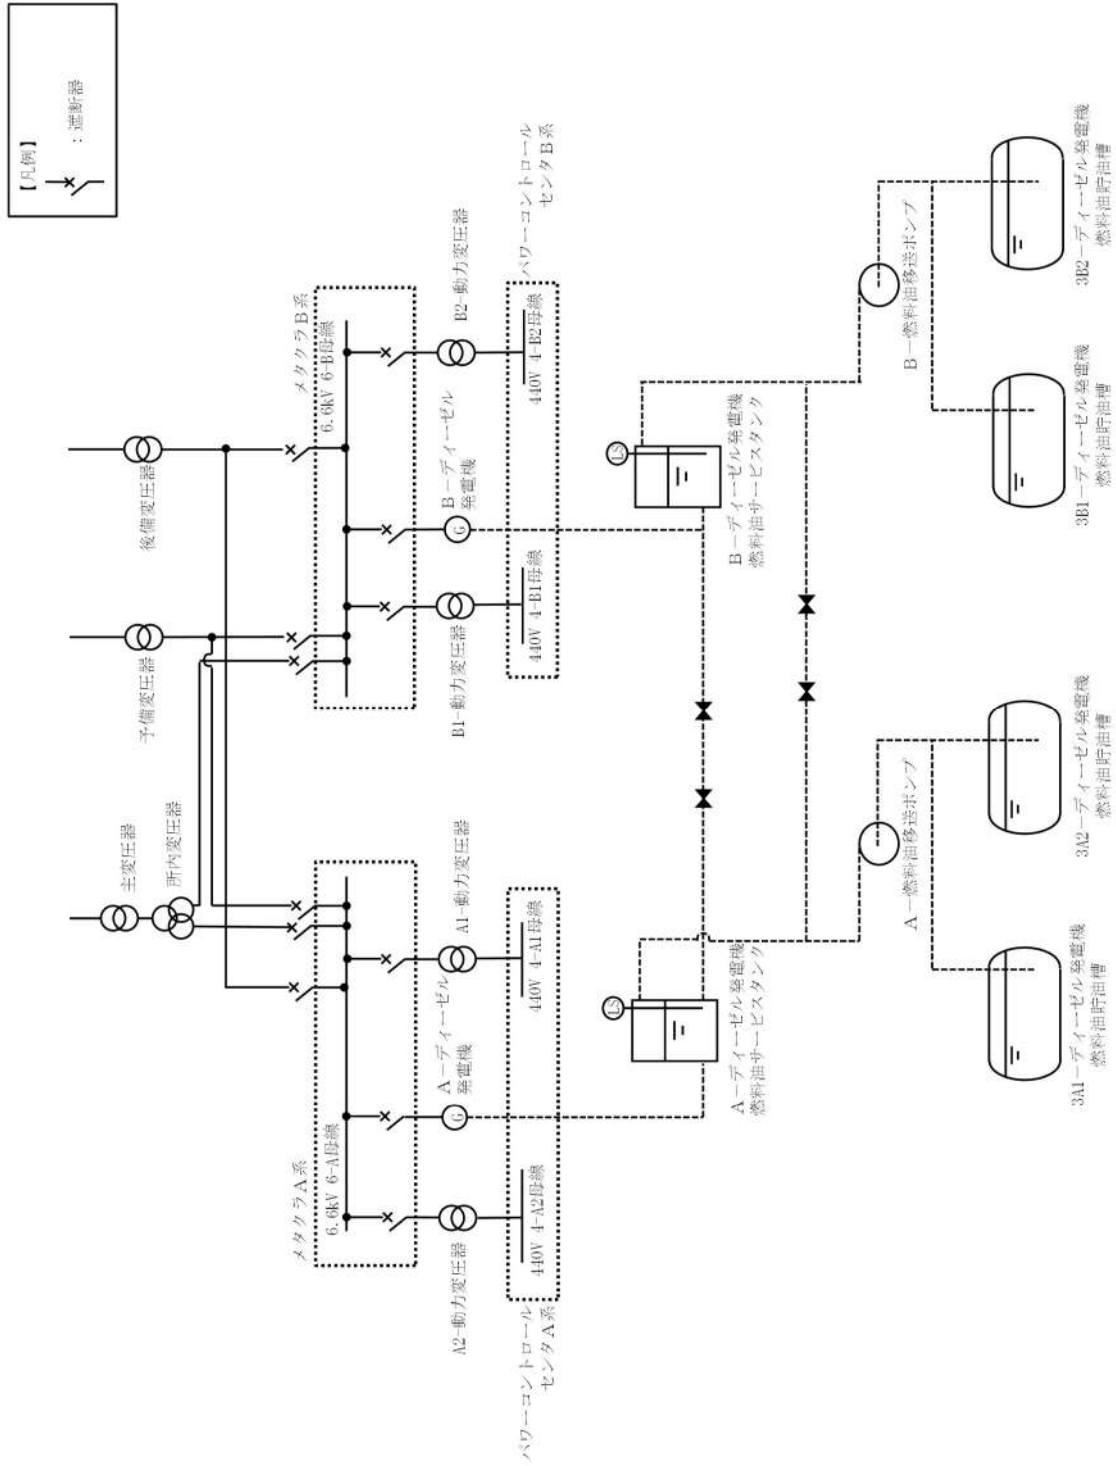 【凡例】
：遮断器
主変圧器
所内変圧器
予備変圧器
後備変圧器
メタクラA系
6.6kV 6-A母線
メタクラB系
6.6kV 6-B母線
A2-動力変圧器
A－ディーゼル
発電機
G
A1-動力変圧器
B1-動力変圧器
B－ディーゼル
発電機
G
B2-動力変圧器
パワーコントロール
センタA系
440V 4-A2母線
440V 4-A1母線
440V 4-B1母線
440V 4-B2母線
パワーコントロール
センタB系
LS
A－ディーゼル発電機
燃料油サービスタンク
LS
B－ディーゼル発電機
燃料油サービスタンク
A－燃料油移送ポンプ
B－燃料油移送ポンプ
3A1－ディーゼル発電機
燃料油貯油槽
3A2－ディーゼル発電機
燃料油貯油槽
3B1－ディーゼル発電機
燃料油貯油槽
3B2－ディーゼル発電機
燃料油貯油槽